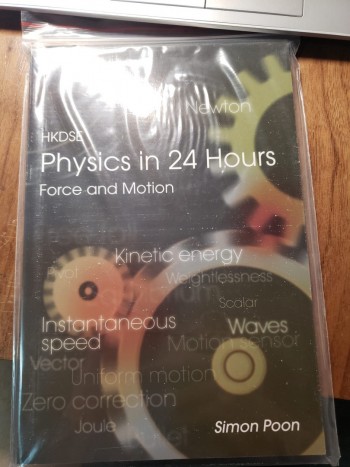 Newton
HKDSE
Physics in 24 Hours
Force and Motion
Kinetic energy
Weightlessness
Scalar
Instantaneous Waves
speed Motion sensor
Vector
Uniform motion
Zero correction
Joule
Simon Poon